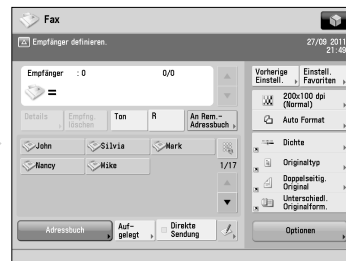 Fax
Empfänger definieren.
27/09 2011
21:49
Empfänger : 0 0/0
=
Details
Empfng.
löschen
Ton
R
An Rem.-
Adressbuch
Vorherige
Einstell.
Einstell.
Favoriten
200x100 dpi
(Normal)
Auto Format
John
Silvia
Mark
Nancy
Mike
1/17
Dichte
Originaltyp
Doppelseitig.
Original
Unterschiedl.
Originalform.
Adressbuch
Auf-
gelegt
Direkte
Sendung
Optionen